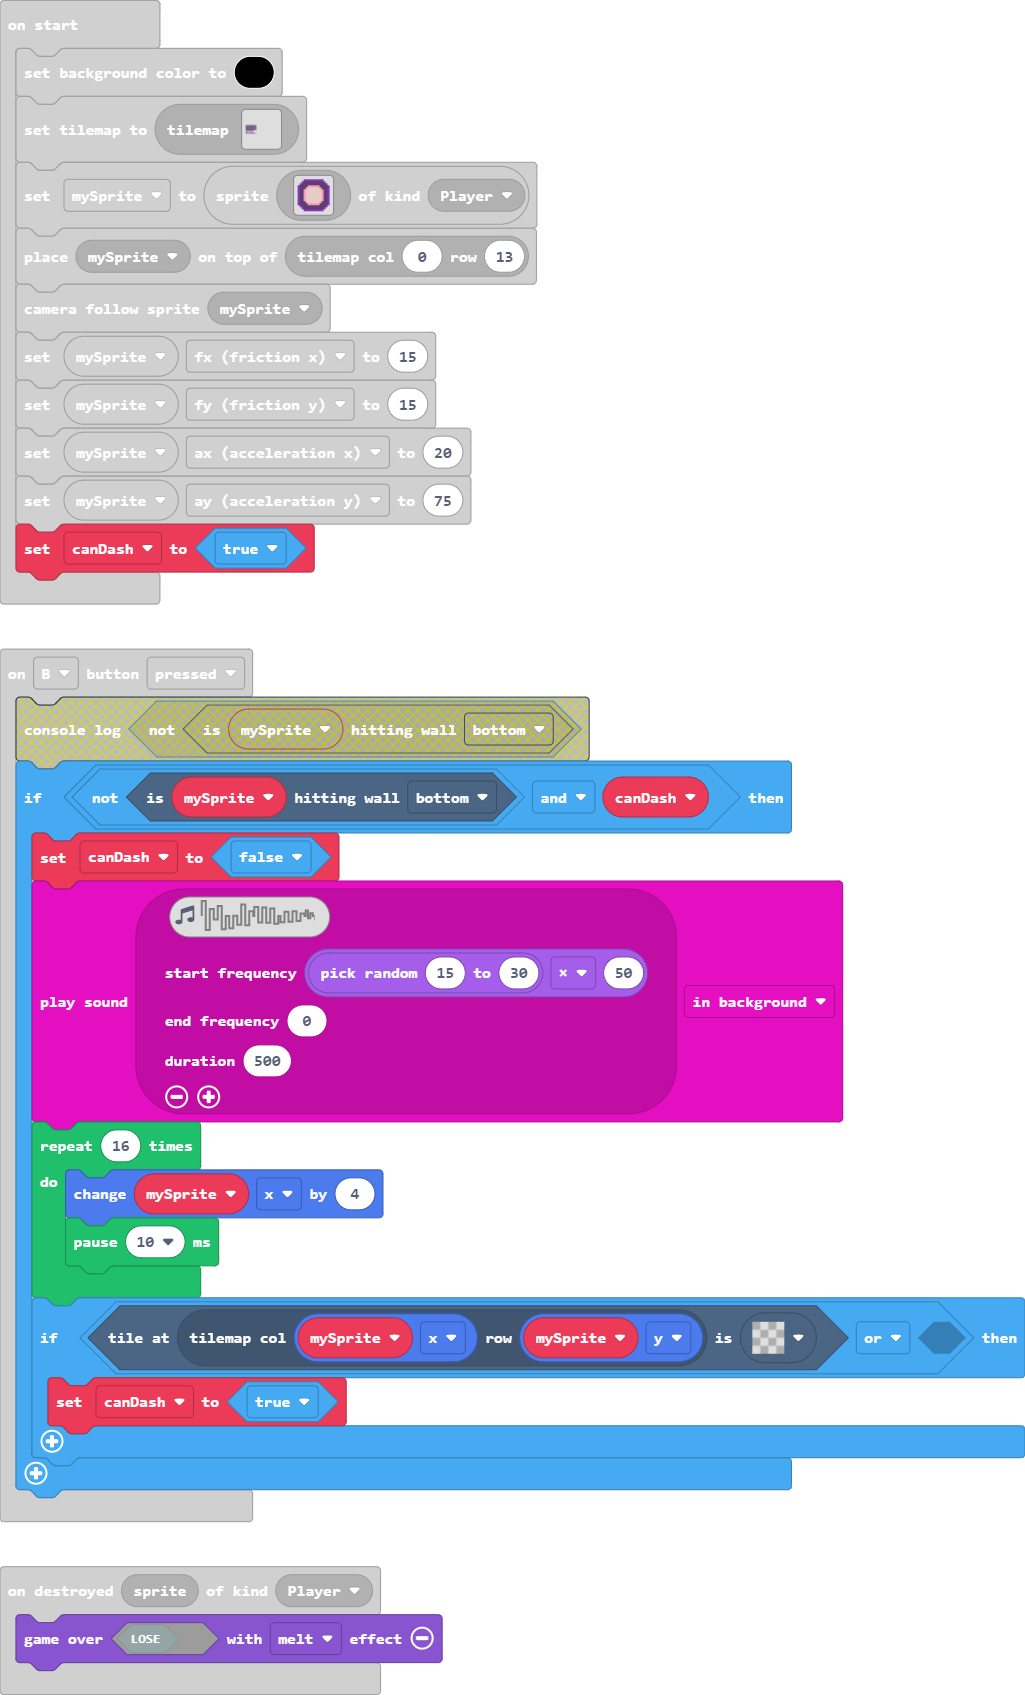 on start
set background color to
set tilemap to tilemap
set mySprite to sprite of kind Player
place mySprite on top of tilemap col 0 row 13
camera follow sprite mySprite
set mySprite fx (friction x) to 15
set mySprite fy (friction y) to 15
set mySprite ax (acceleration x) to 20
set mySprite ay (acceleration y) to 75
set canDash to true
on B button pressed
console log not is mySprite hitting wall bottom
if not is mySprite hitting wall bottom and canDash then
set canDash to false
start frequency pick random 15 to 30 × 50
play sound in background
end frequency 0
duration 500
repeat 16 times
do
change mySprite x by 4
pause 10 ms
if tile at tilemap col mySprite x row mySprite y is or then
set canDash to true
on destroyed sprite of kind Player
game over LOSE with melt effect